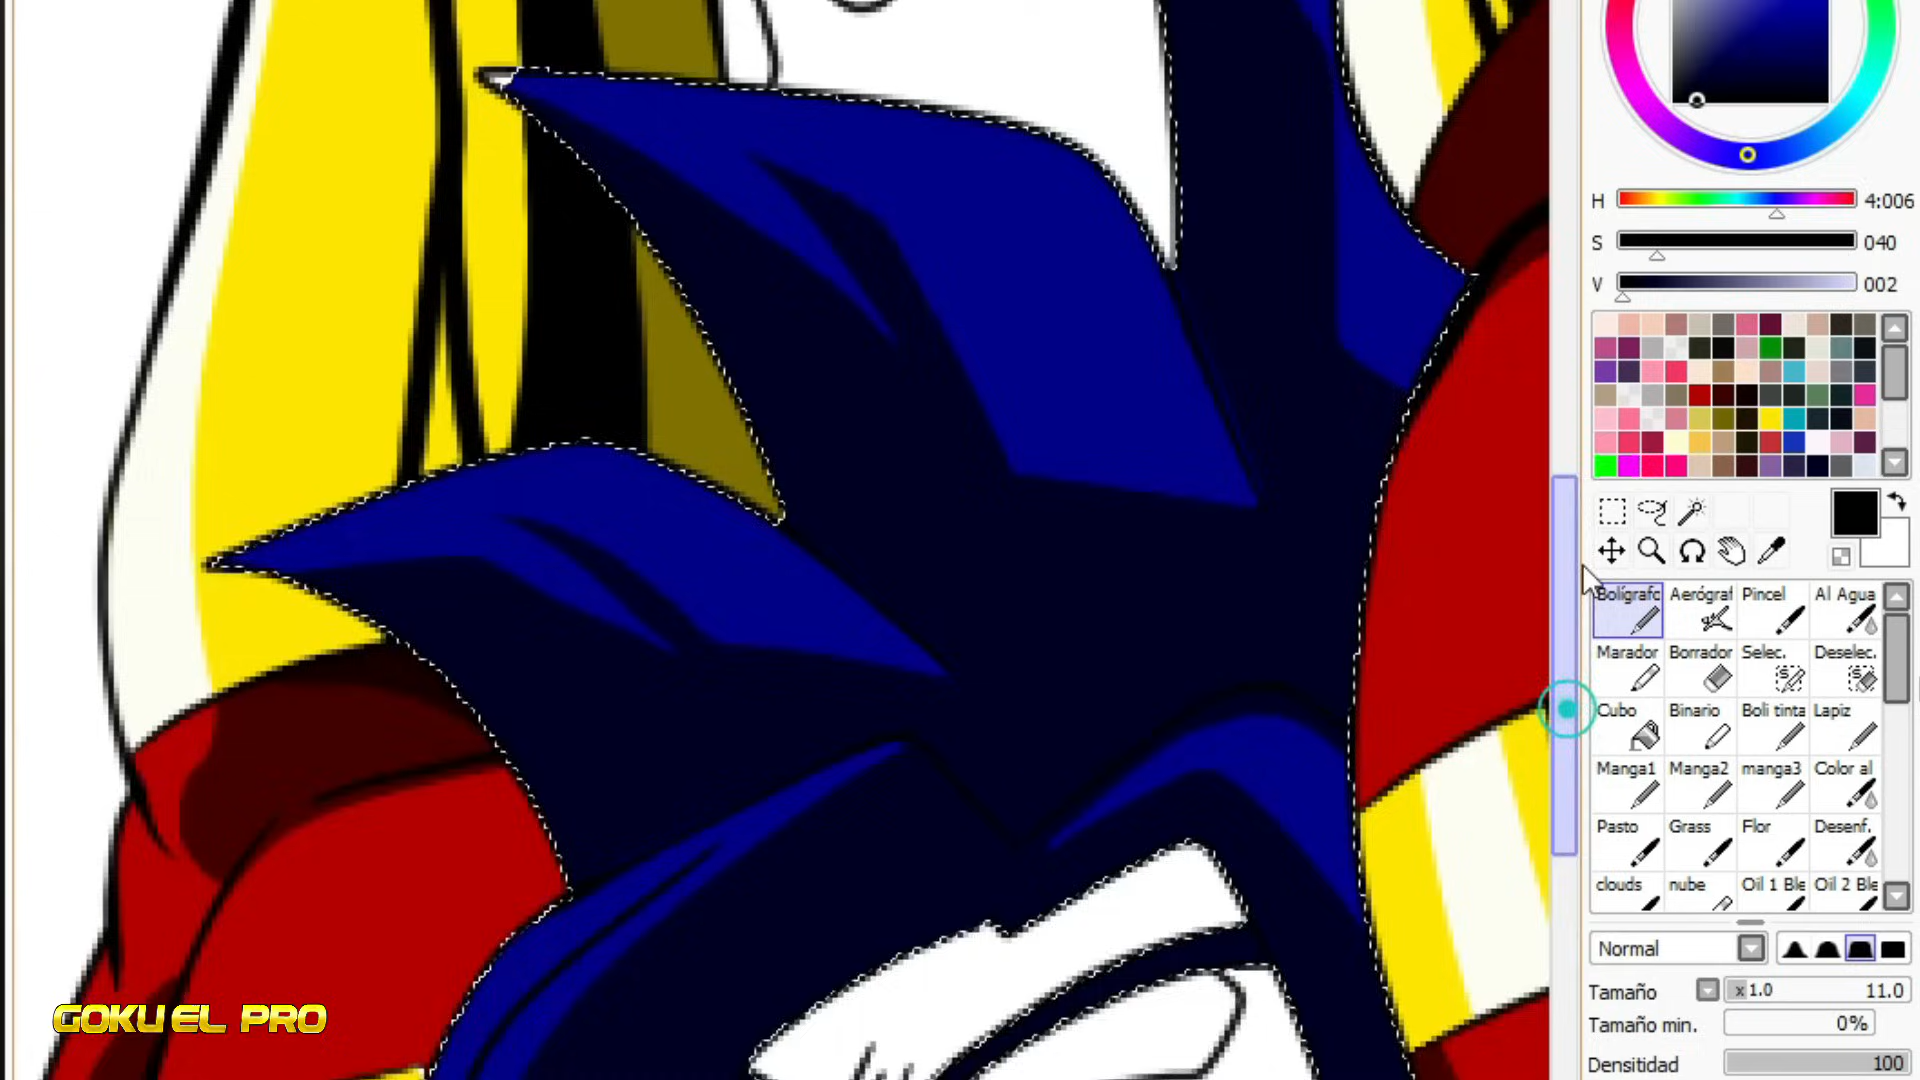 H 4:006
S 040
V 002
Bolígrafo Aerógraf Pincel Al Agua
Marador Borrador Selec. Deselec.
Cubo Binario Boli tinta Lapiz
Manga1 Manga2 manga3 Color al
Pasto Grass Flor Desenf.
clouds nube Oil 1 Ble Oil 2 Ble
Normal
Tamaño x 1.0 11.0
Tamaño min. 0%
Densitidad 100
GOKU EL PRO